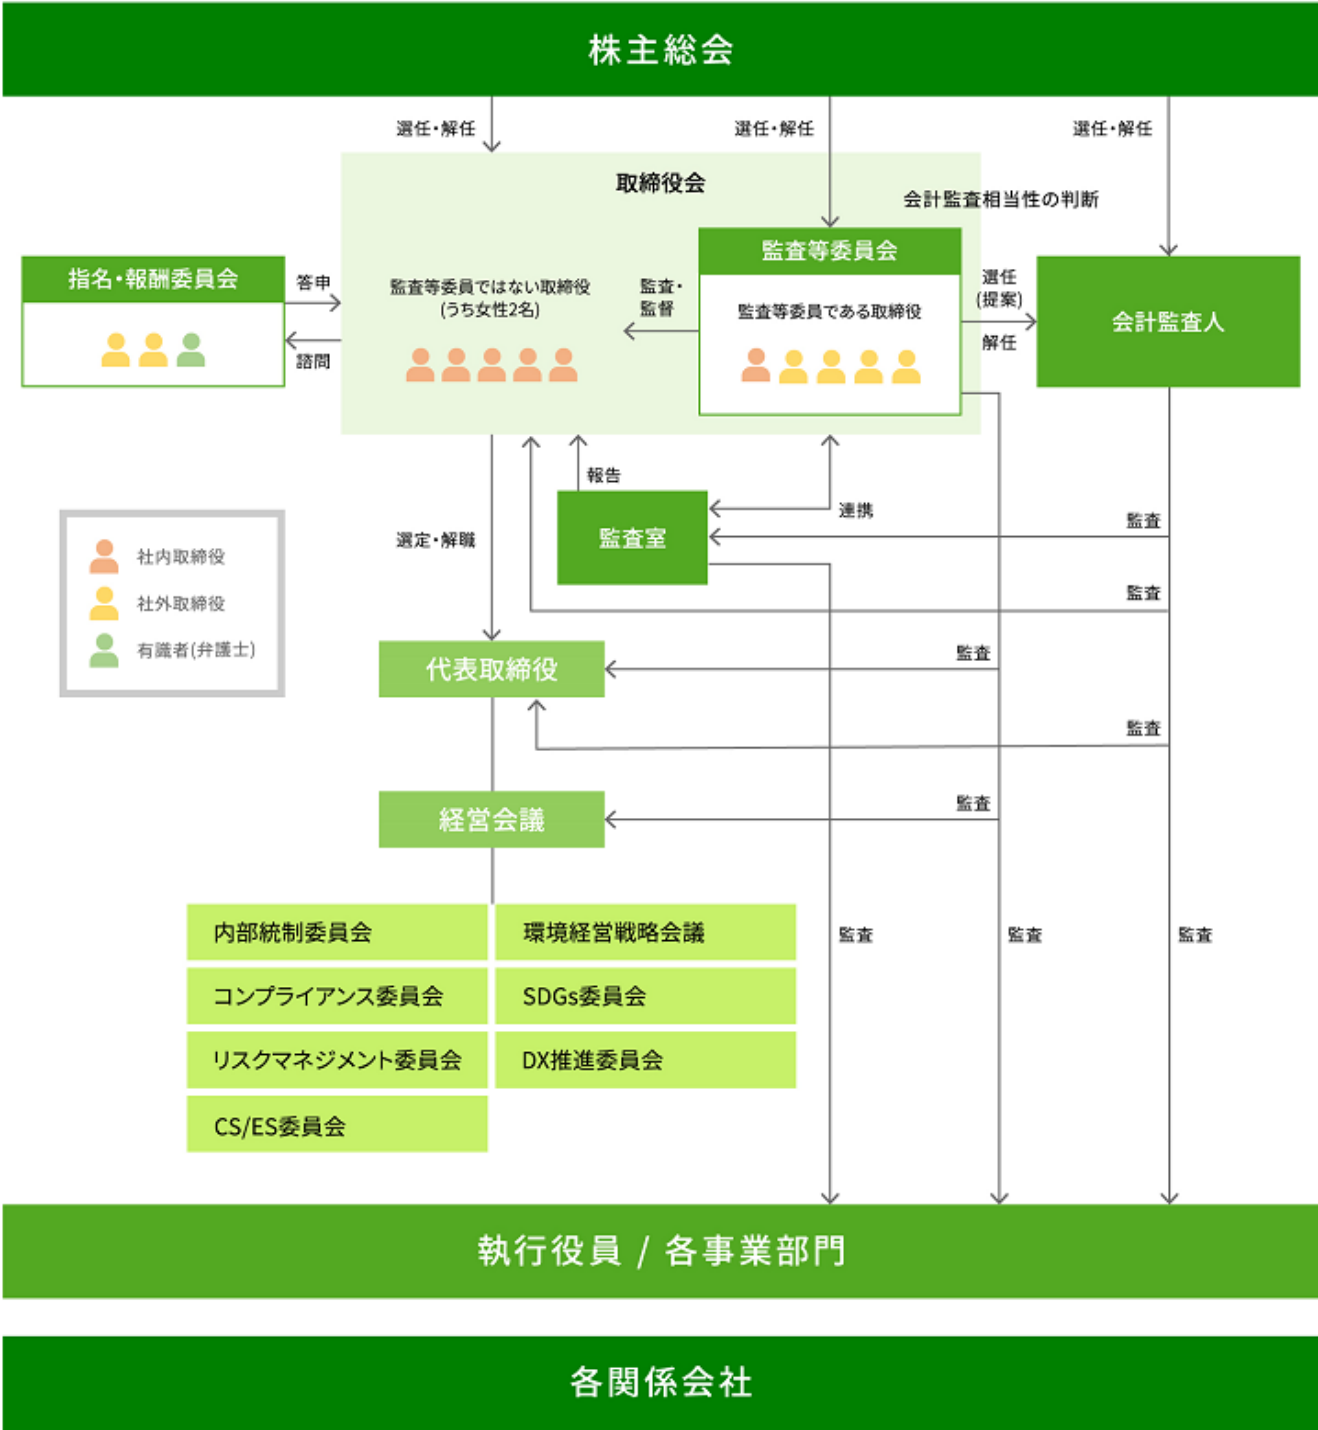 株主総会
選任・解任
選任・解任
選任・解任
取締役会
会計監査相当性の判断
指名・報酬委員会
答申
諮問
監査等委員ではない取締役
(うち女性2名)
監査・
監督
監査等委員会
監査等委員である取締役
選任
(提案)
解任
会計監査人
報告
連携
監査室
選定・解職
監査
監査
社内取締役
社外取締役
有識者(弁護士)
代表取締役
監査
監査
経営会議
監査
内部統制委員会
環境経営戦略会議
コンプライアンス委員会
SDGs委員会
リスクマネジメント委員会
DX推進委員会
CS/ES委員会
監査
監査
監査
執行役員 / 各事業部門
各関係会社